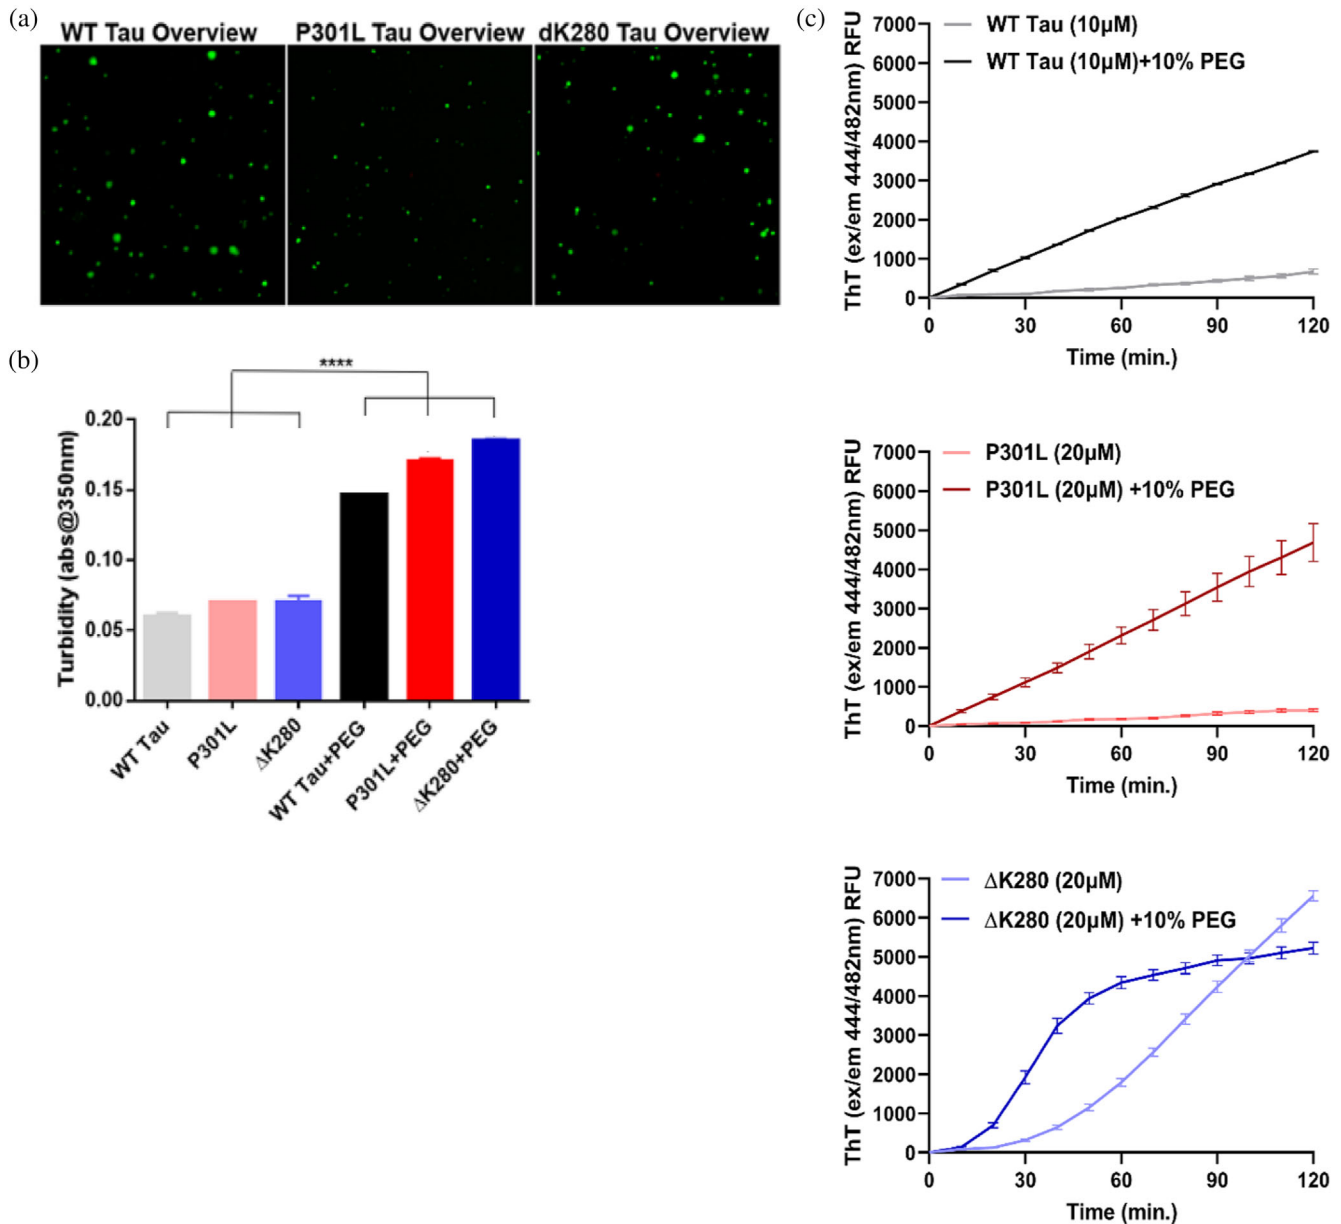 (a)
WT Tau Overview
P301L Tau Overview
dK280 Tau Overview
(b)
****
Turbidity (abs@350nm)
0.20
0.15
0.10
0.05
0.00
WT Tau
P301L
ΔK280
WT Tau+PEG
P301L+PEG
ΔK280+PEG
(c)
ThT (ex/em 444/482nm) RFU
7000
6000
5000
4000
3000
2000
1000
0
WT Tau (10μM)
WT Tau (10μM)+10% PEG
0 30 60 90 120
Time (min.)
ThT (ex/em 444/482nm) RFU
7000
6000
5000
4000
3000
2000
1000
0
P301L (20μM)
P301L (20μM) +10% PEG
0 30 60 90 120
Time (min.)
ThT (ex/em 444/482nm) RFU
7000
6000
5000
4000
3000
2000
1000
0
ΔK280 (20μM)
ΔK280 (20μM) +10% PEG
0 30 60 90 120
Time (min.)